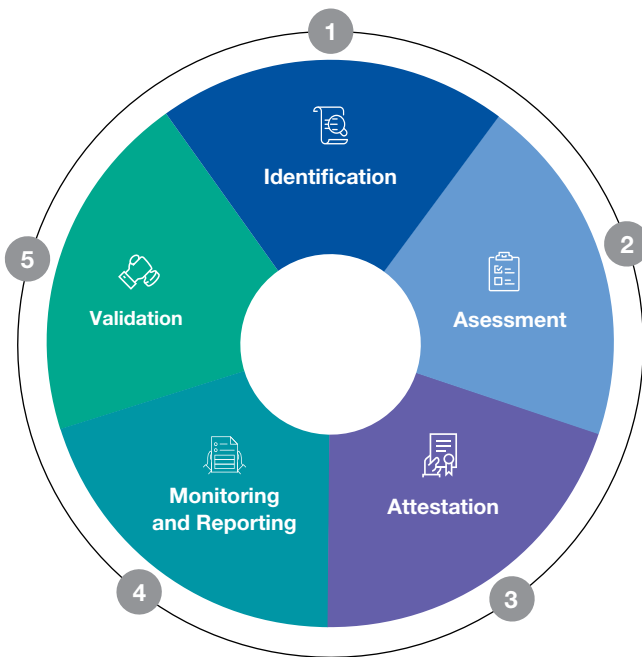 1
Identification
2
Asessment
3
Attestation
4
Monitoring
and Reporting
5
Validation